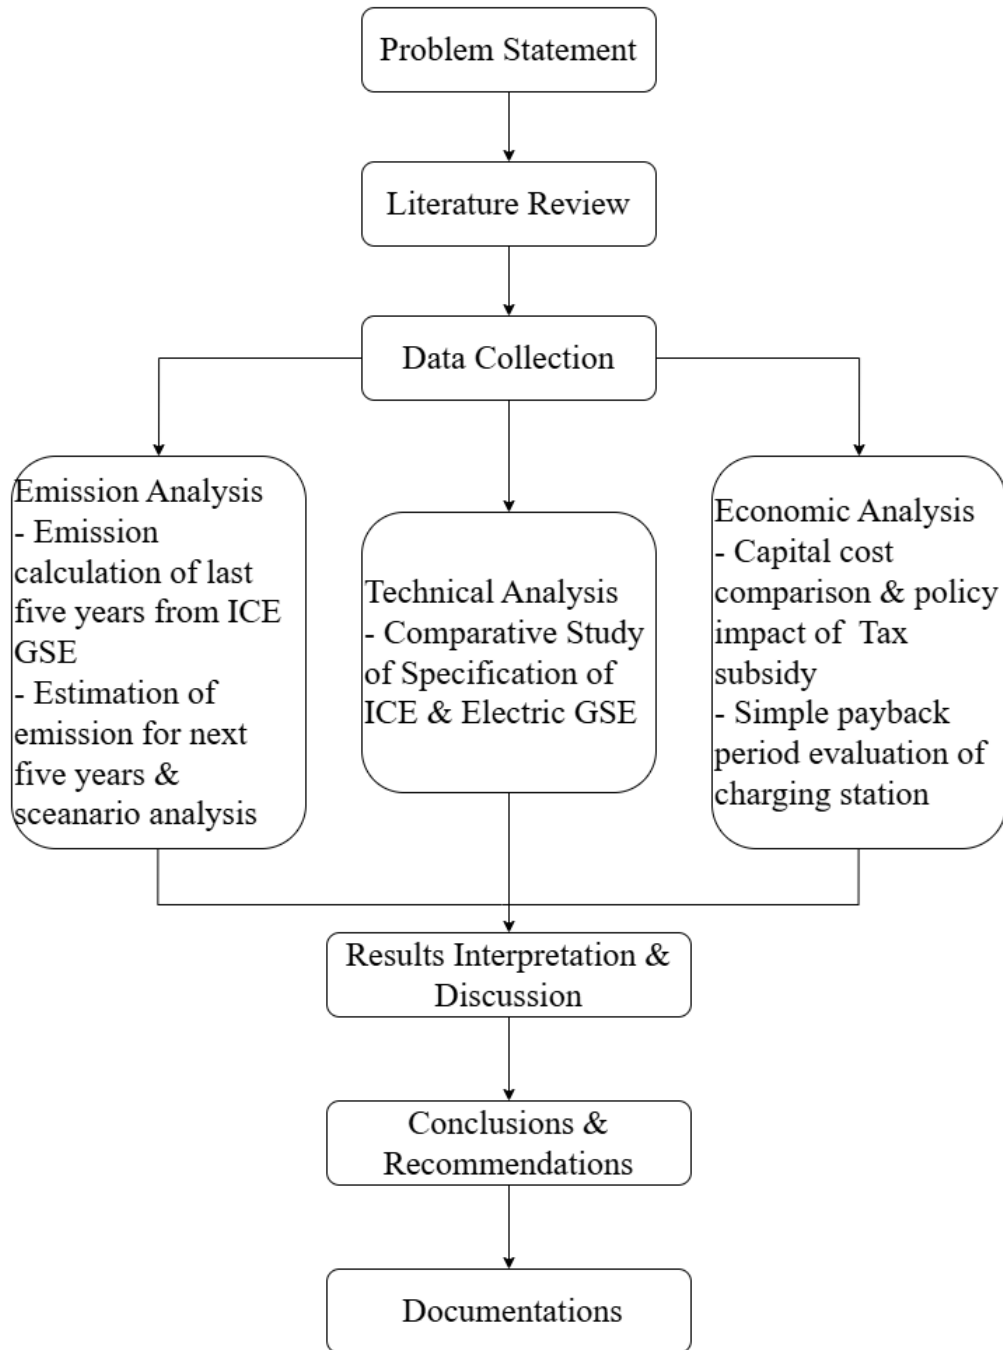 Problem Statement
Literature Review
Data Collection
Emission Analysis
- Emission
calculation of last
five years from ICE
GSE
- Estimation of
emission for next
five years &
sceanario analysis
Technical Analysis
- Comparative Study
of Specification of
ICE & Electric GSE
Economic Analysis
- Capital cost
comparison & policy
impact of Tax
subsidy
- Simple payback
period evaluation of
charging station
Results Interpretation &
Discussion
Conclusions &
Recommendations
Documentations